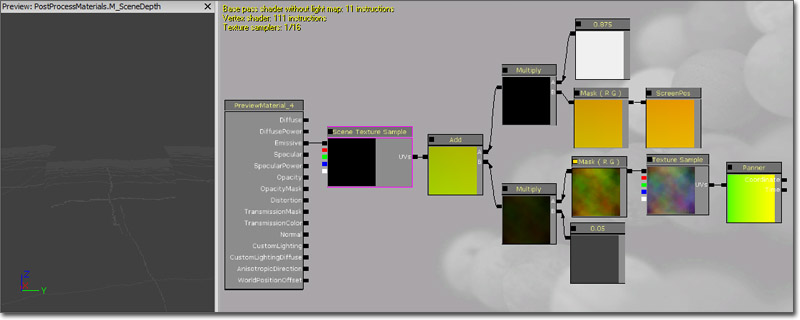 Preview: PostProcessMaterials.M_SceneDepth
Base pass shader without light map: 11 instructions
Vertex shader: 111 instructions
Texture samplers: 1/16
0.875
Multiply
A
B
Mask ( R G )
ScreenPos
PreviewMaterial_4
Diffuse
DiffusePower
Emissive
Specular
SpecularPower
Opacity
OpacityMask
Distortion
TransmissionMask
TransmissionColor
Normal
CustomLighting
CustomLightingDiffuse
AnisotropicDirection
WorldPositionOffset
Scene Texture Sample
UVs
Add
A
B
Mask ( R G )
Texture Sample
UVs
Panner
Coordinate
Time
Multiply
A
B
0.05
Z
X
Y